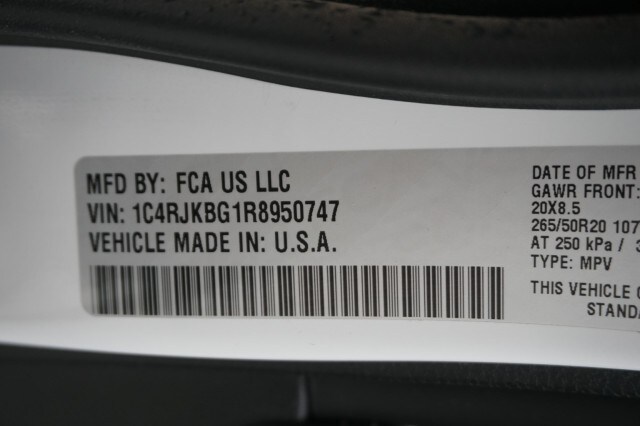 MFD BY: FCA US LLC
VIN: 1C4RJKBG1R8950747
VEHICLE MADE IN: U.S.A.
DATE OF MFR
GAWR FRONT:
20X8.5
265/50R20 107
AT 250 kPa / 3
TYPE: MPV
THIS VEHICLE
STANDA